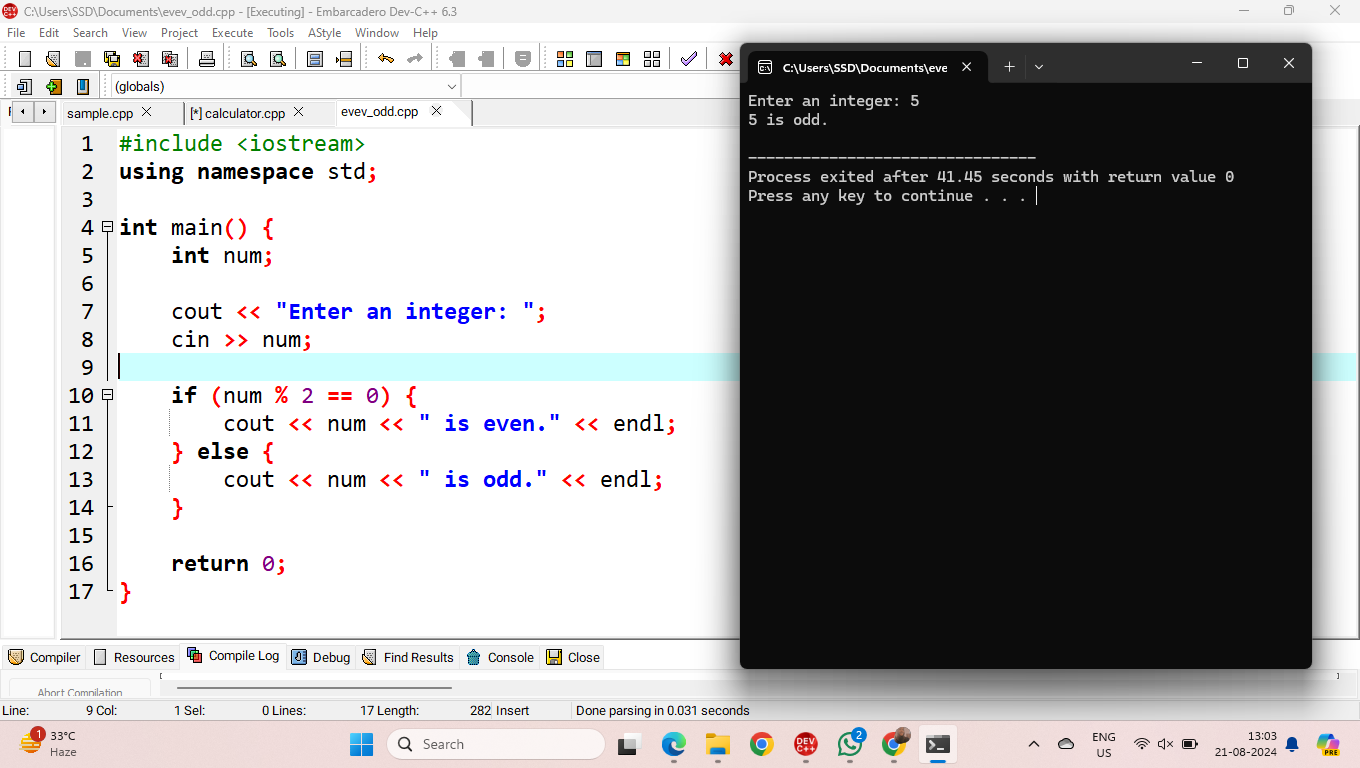 C:\Users\SSD\Documents\evev_odd.cpp - [Executing] - Embarcadero Dev-C++ 6.3
File Edit Search View Project Execute Tools AStyle Window Help
(globals)
sample.cpp [*] calculator.cpp evev_odd.cpp
1 #include <iostream>
2 using namespace std;
3
4 int main() {
5 int num;
6
7 cout << "Enter an integer: ";
8 cin >> num;
9
10 if (num % 2 == 0) {
11 cout << num << " is even." << endl;
12 } else {
13 cout << num << " is odd." << endl;
14 }
15
16 return 0;
17 }
C:\Users\SSD\Documents\eve
Enter an integer: 5
5 is odd.
--------------------------------
Process exited after 41.45 seconds with return value 0
Press any key to continue . . .
Compiler Resources Compile Log Debug Find Results Console Close
Abort Compilation
Line: 9 Col: 1 Sel: 0 Lines: 17 Length: 282 Insert Done parsing in 0.031 seconds
1
33°C
Haze
Search
DEV C++
2
ENG
US
13:03
21-08-2024
PRE